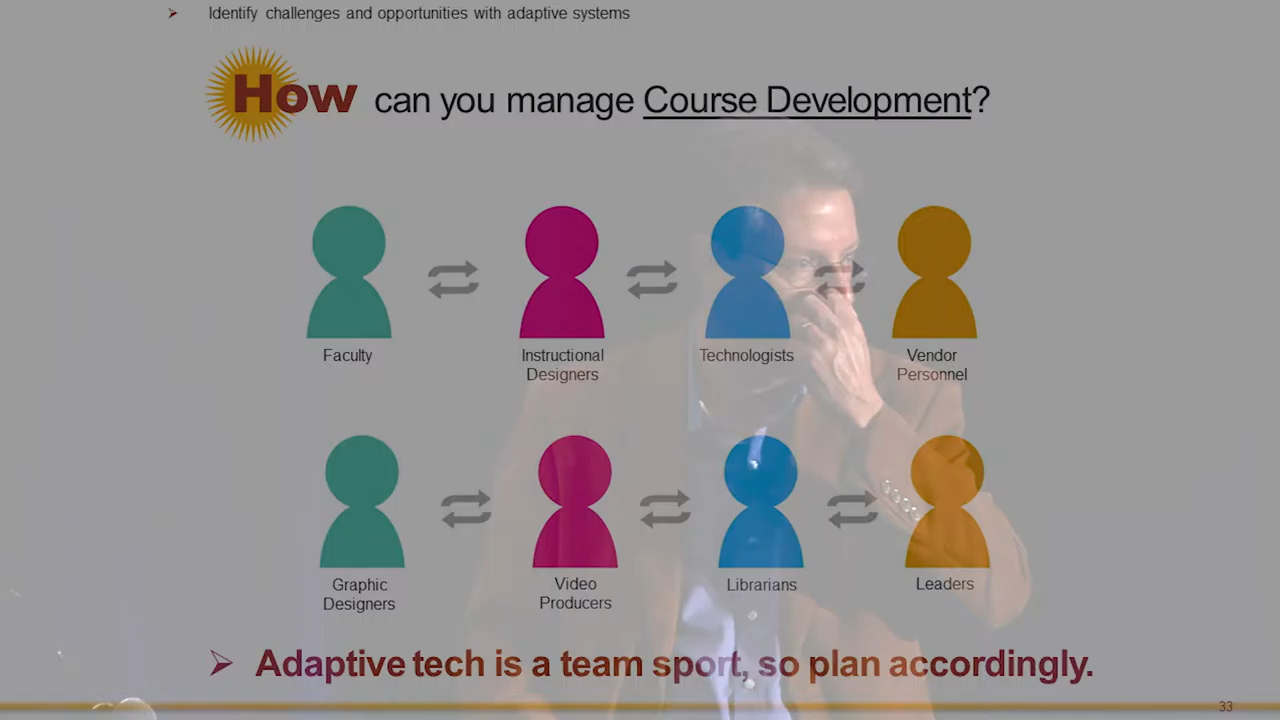 Identify challenges and opportunities with adaptive systems
How can you manage Course Development?
Faculty
Instructional
Designers
Technologists
Vendor
Personnel
Graphic
Designers
Video
Producers
Librarians
Leaders
Adaptive tech is a team sport, so plan accordingly.
33